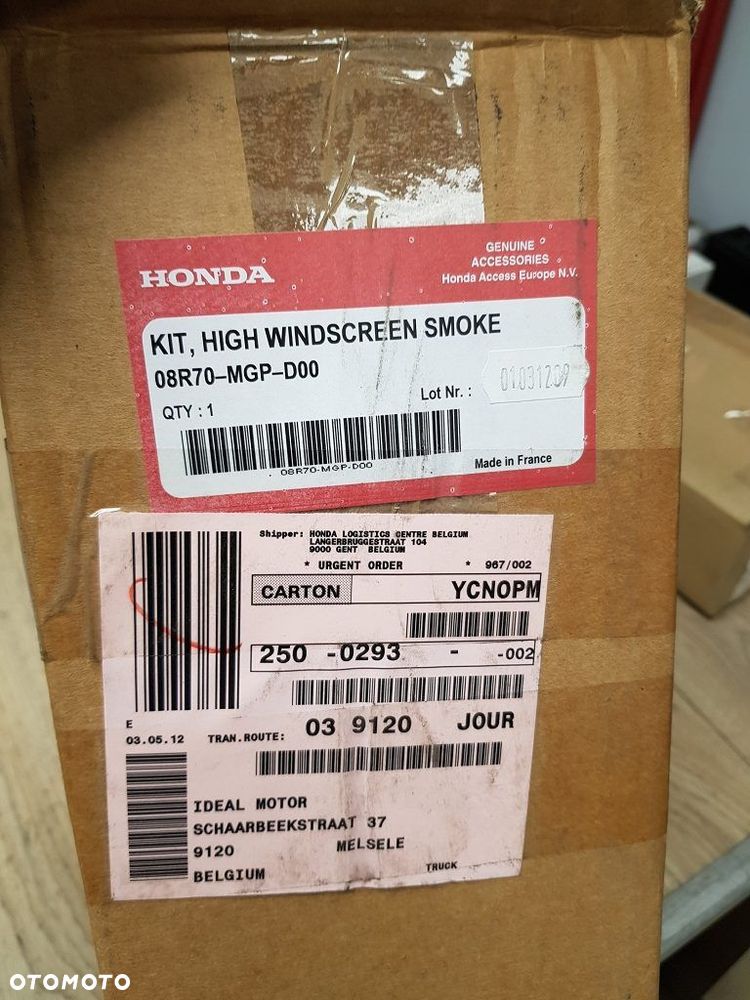 HONDA
GENUINE
ACCESSORIES
Honda Access Europe N.V.
KIT, HIGH WINDSCREEN SMOKE
08R70-MGP-D00
Lot Nr. :
01031209
QTY : 1
08R70-MGP-D00
Made in France
Shipper: HONDA LOGISTICS CENTRE BELGIUM
LANGERBRUGGESTRAAT 104
9000 GENT BELGIUM
* URGENT ORDER * 967/002
CARTON YCNOPM
250 -0293 - -002
E
03.05.12 TRAN.ROUTE: 03 9120 JOUR
IDEAL MOTOR
SCHAARBEEKSTRAAT 37
9120 MELSELE
BELGIUM TRUCK
OTOMOTO